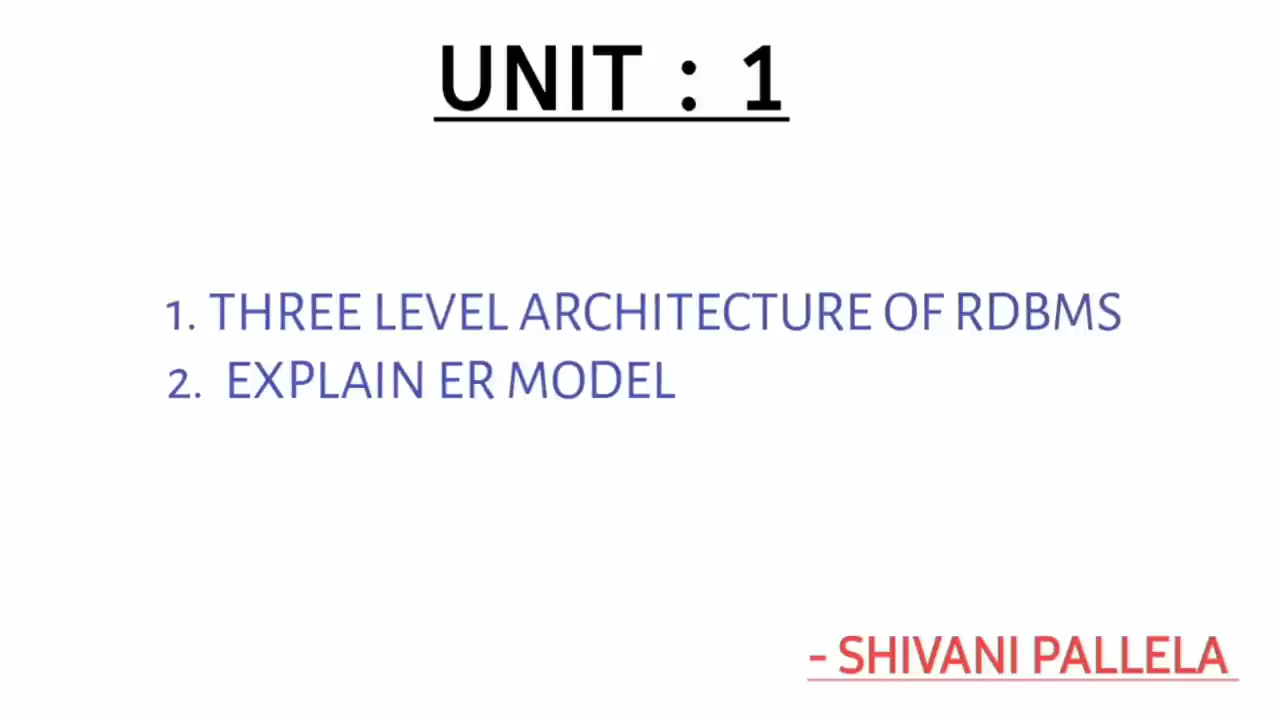 UNIT : 1
1. THREE LEVEL ARCHITECTURE OF RDBMS
2. EXPLAIN ER MODEL
- SHIVANI PALLELA